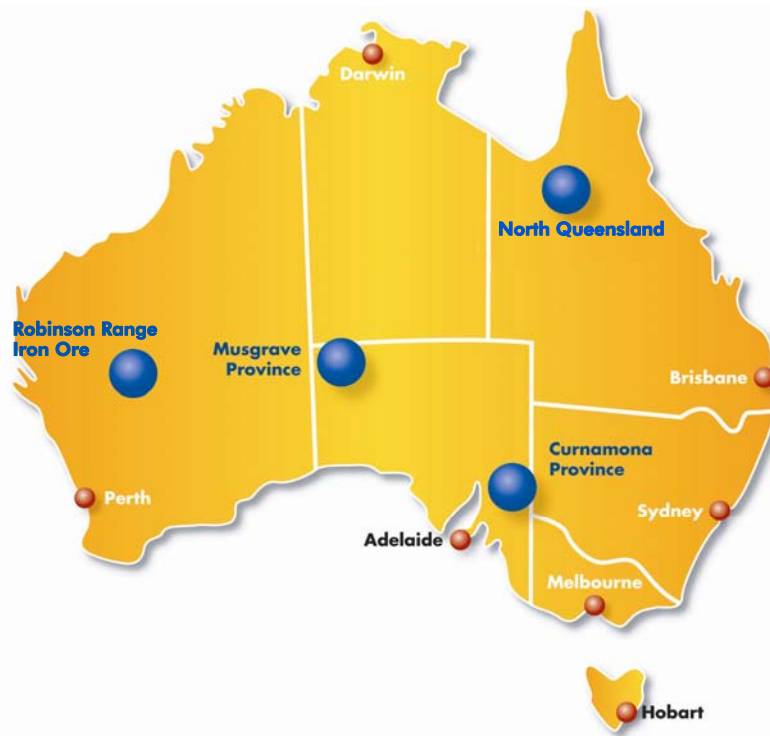 Darwin
North Queensland
Robinson Range
Iron Ore
Musgrave
Province
Brisbane
Curnamona
Province
Perth
Sydney
Adelaide
Melbourne
Hobart